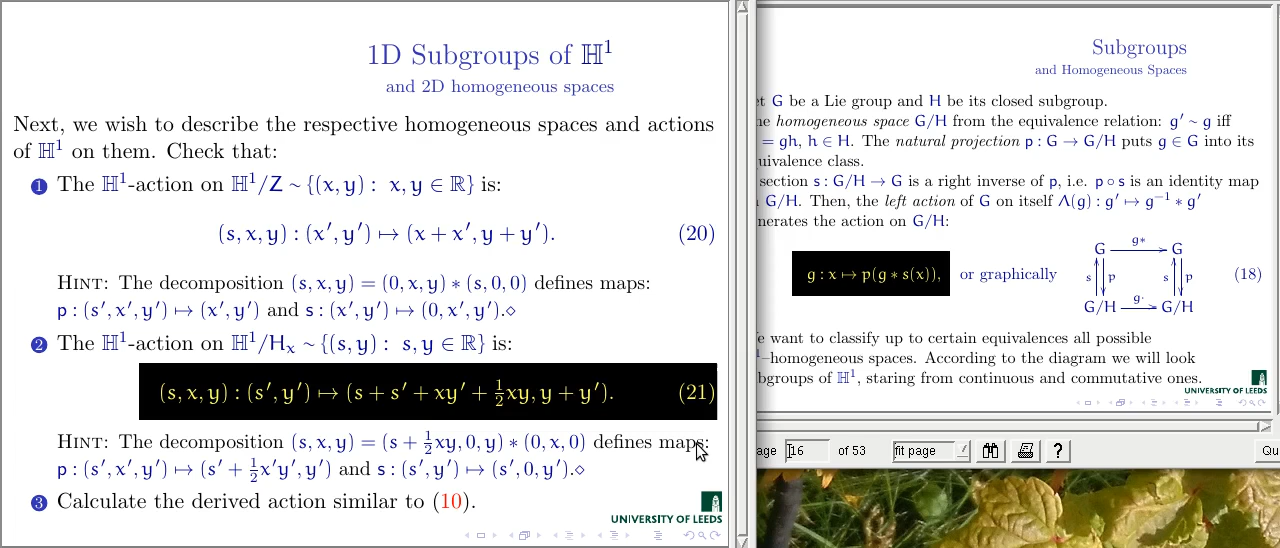 1D Subgroups of ℍ¹
and 2D homogeneous spaces
Next, we wish to describe the respective homogeneous spaces and actions
of ℍ¹ on them. Check that:
1 The ℍ¹-action on ℍ¹/Z ~ {(x, y) : x, y ∈ ℝ} is:
(s, x, y) : (x′, y′) ↦ (x + x′, y + y′). (20)
Hint: The decomposition (s, x, y) = (0, x, y) ∗ (s, 0, 0) defines maps:
p : (s′, x′, y′) ↦ (x′, y′) and s : (x′, y′) ↦ (0, x′, y′).⋄
2 The ℍ¹-action on ℍ¹/Hₓ ~ {(s, y) : s, y ∈ ℝ} is:
(s, x, y) : (s′, y′) ↦ (s + s′ + xy′ + ½xy, y + y′). (21)
Hint: The decomposition (s, x, y) = (s + ½xy, 0, y) ∗ (0, x, 0) defines maps:
p : (s′, x′, y′) ↦ (s′ + ½x′y′, y′) and s : (s′, y′) ↦ (s′, 0, y′).⋄
3 Calculate the derived action similar to (10).
UNIVERSITY OF LEEDS
Subgroups
and Homogeneous Spaces
et G be a Lie group and H be its closed subgroup.
he homogeneous space G/H from the equivalence relation: g′ ~ g iff
= gh, h ∈ H. The natural projection p : G → G/H puts g ∈ G into its
uivalence class.
section s : G/H → G is a right inverse of p, i.e. p ∘ s is an identity map
G/H. Then, the left action of G on itself Λ(g) : g′ ↦ g⁻¹ ∗ g′
nerates the action on G/H:
g : x ↦ p(g ∗ s(x)), or graphically (18)
G g∗ G
s p s p
G/H g· G/H
e want to classify up to certain equivalences all possible
¹–homogeneous spaces. According to the diagram we will look
bgroups of ℍ¹, staring from continuous and commutative ones.
UNIVERSITY OF LEEDS
age 16 of 53 fit page ? Qu